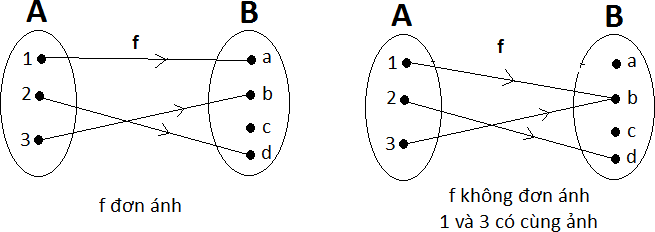 A B
f
1 a
2 b
3 c
d
f đơn ánh
A B
f
1 a
2 b
3 c
d
f không đơn ánh
1 và 3 có cùng ảnh